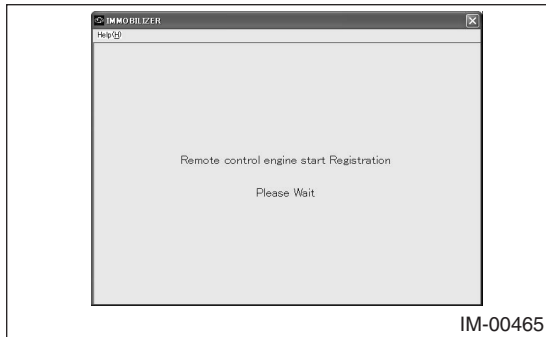 IMMOBILIZER
Help(H)
Remote control engine start Registration
Please Wait
IM-00465